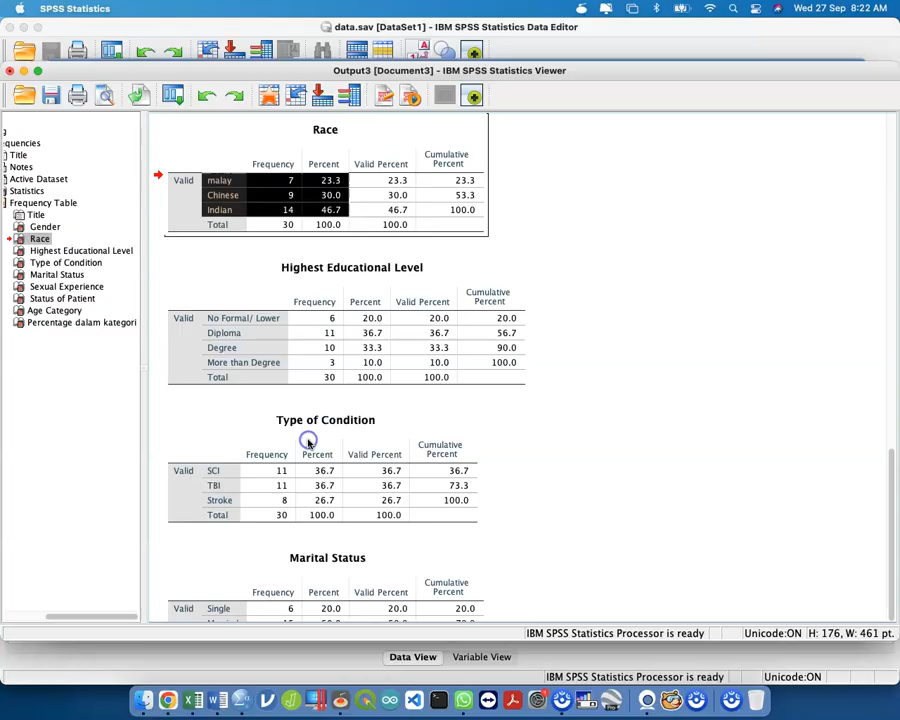 SPSS Statistics
Wed 27 Sep 8:22 AM
data.sav [DataSet1] - IBM SPSS Statistics Data Editor
Output3 [Document3] - IBM SPSS Statistics Viewer
g
equencies
Title
Notes
Active Dataset
Statistics
Frequency Table
Title
Gender
Race
Highest Educational Level
Type of Condition
Marital Status
Sexual Experience
Status of Patient
Age Category
Percentage dalam kategori
Race
Frequency Percent Valid Percent Cumulative Percent
Valid malay 7 23.3 23.3 23.3
Chinese 9 30.0 30.0 53.3
Indian 14 46.7 46.7 100.0
Total 30 100.0 100.0
Highest Educational Level
Frequency Percent Valid Percent Cumulative Percent
Valid No Formal/ Lower 6 20.0 20.0 20.0
Diploma 11 36.7 36.7 56.7
Degree 10 33.3 33.3 90.0
More than Degree 3 10.0 10.0 100.0
Total 30 100.0 100.0
Type of Condition
Frequency Percent Valid Percent Cumulative Percent
Valid SCI 11 36.7 36.7 36.7
TBI 11 36.7 36.7 73.3
Stroke 8 26.7 26.7 100.0
Total 30 100.0 100.0
Marital Status
Frequency Percent Valid Percent Cumulative Percent
Valid Single 6 20.0 20.0 20.0
IBM SPSS Statistics Processor is ready
Unicode:ON H: 176, W: 461 pt.
Data View Variable View
IBM SPSS Statistics Processor is ready
Unicode:ON